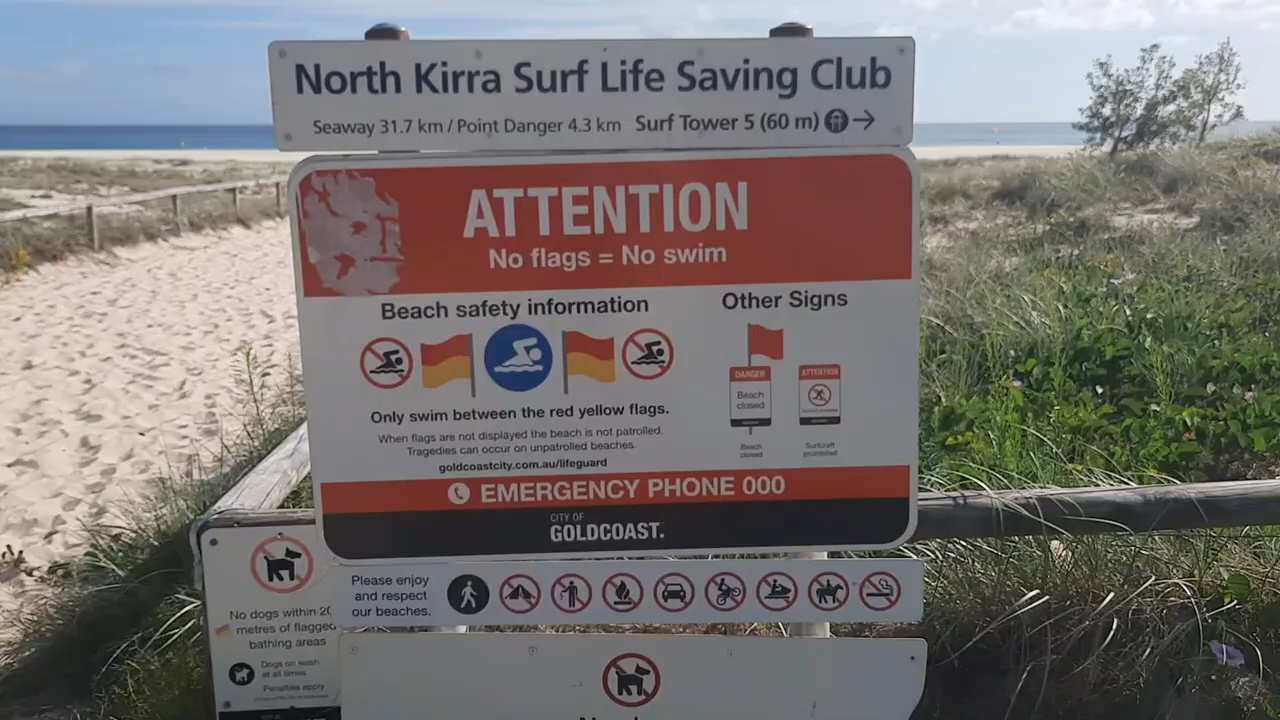 North Kirra Surf Life Saving Club
Seaway 31.7 km / Point Danger 4.3 km Surf Tower 5 (60 m)
ATTENTION
No flags = No swim
Beach safety information
Only swim between the red yellow flags.
When flags are not displayed the beach is not patrolled.
Tragedies can occur on unpatrolled beaches.
goldcoastcity.com.au/lifeguard
Other Signs
DANGER
Beach
closed
Beach
closed
ATTENTION
Surfcraft
prohibited
EMERGENCY PHONE 000
CITY OF
GOLDCOAST.
Please enjoy
and respect
our beaches.
No dogs within 20
metres of flagged
bathing areas
Dogs on leash
at all times
Penalties apply